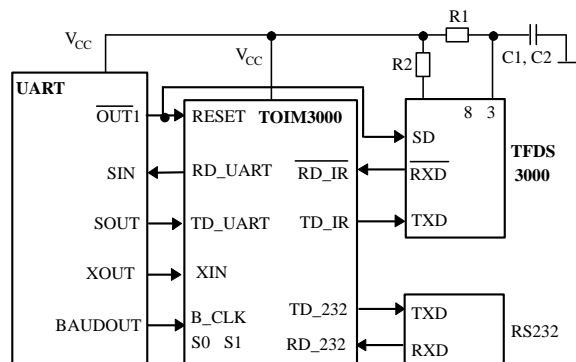 R1
V̅CC
VCC
R2
C1, C2
UART
OUT1
RESET
TOIM3000
8 3
SD
TFDS
3000
SIN
RD_UART
RD_IR
RXD
SOUT
TD_UART
TD_IR
TXD
XOUT
XIN
BAUDOUT
B_CLK
S0 S1
TD_232
TXD
RS232
RD_232
RXD